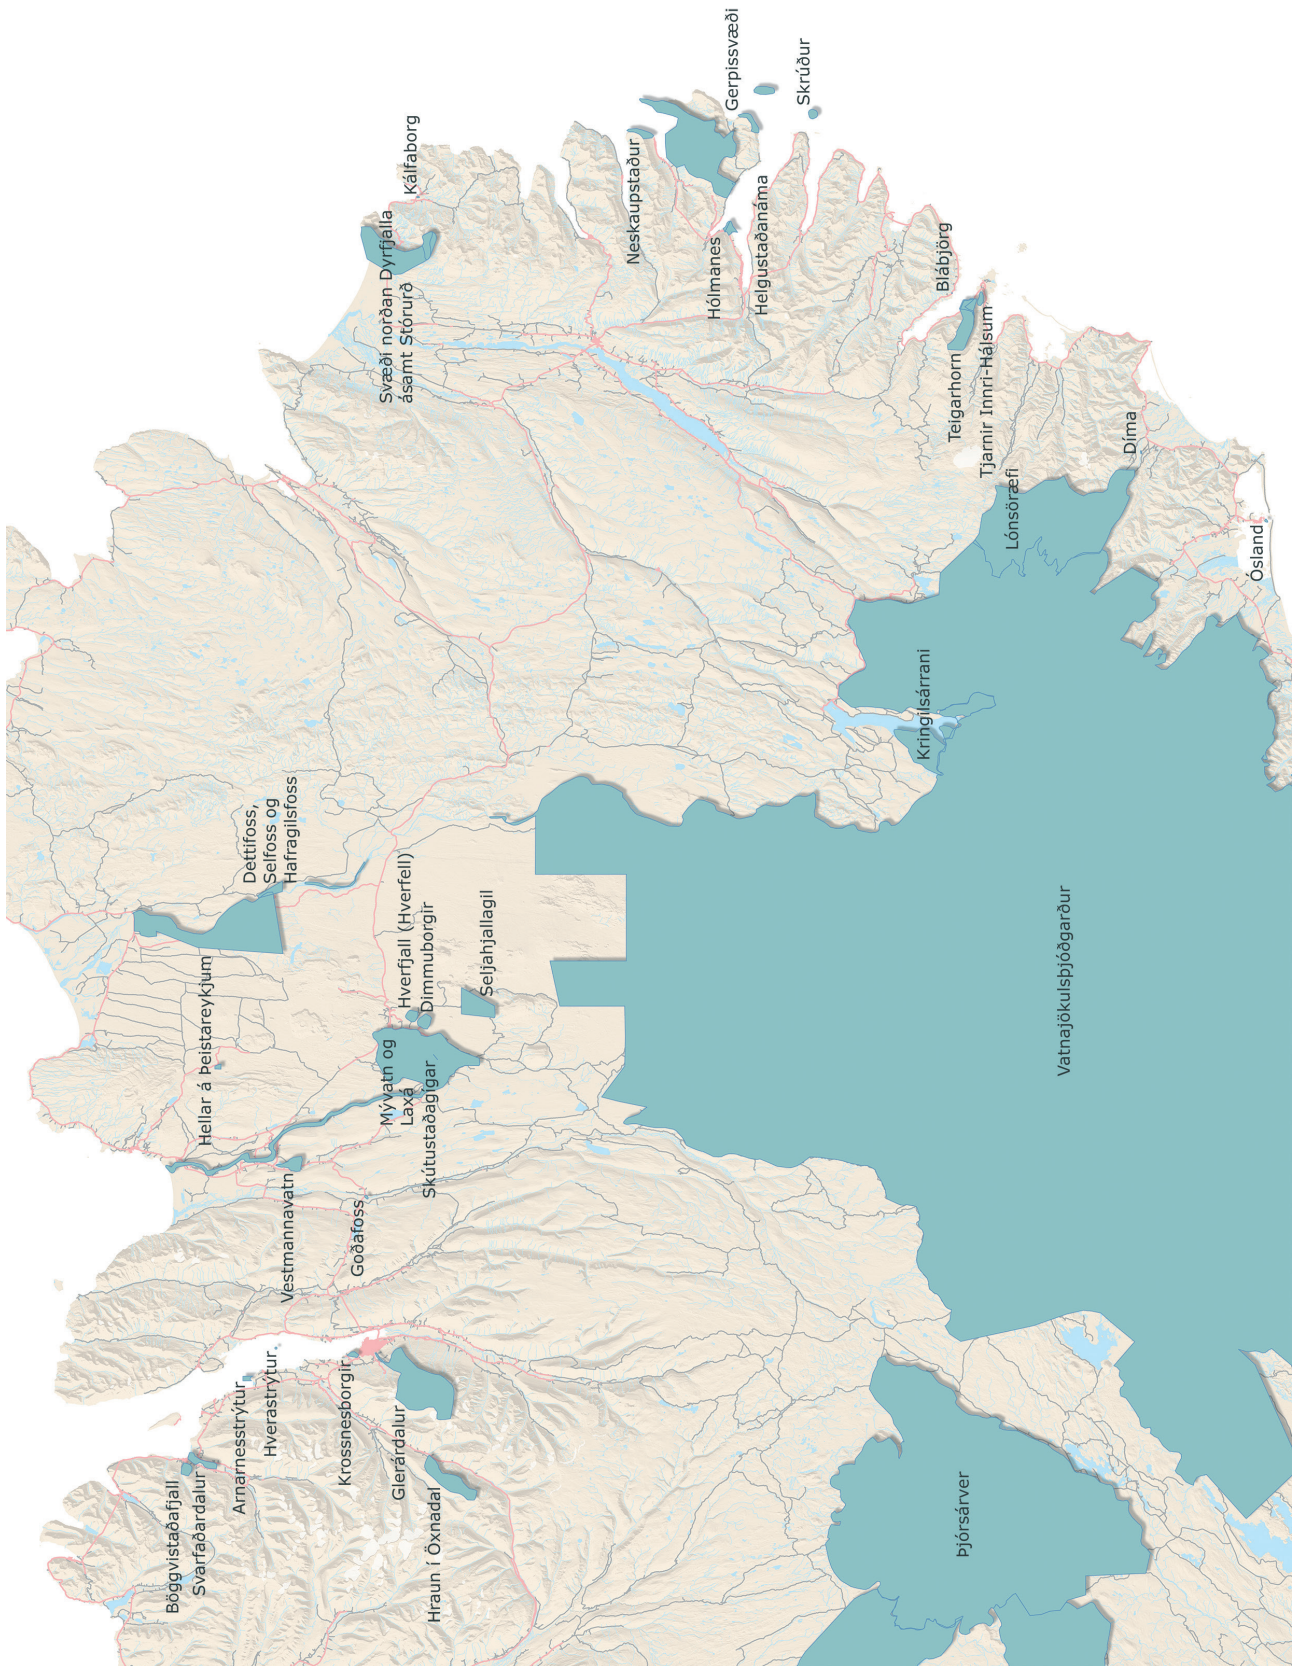 Gerpissvæði
Skrúður
Kálfaborg
Neskaupstaður
Svæði norðan Dyrfjalla
ásamt Stórurð
Hólmanes
Helgustaðanáma
Blábjörg
Teigarhorn
Tjarnir Innri-Hálsum
Díma
Lónsöræfi
Ósland
Kringilsárrani
Dettifoss,
Selfoss og
Hafragilsfoss
Hverfjall (Hverfell)
Dimmuborgir
Seljahjallagil
Hellar á Þeistareykjum
Mývatn og
Laxá
Skútustaðagígar
Vatnajökulsþjóðgarður
Vestmannavatn
Goðafoss
Arnarnesstrýtur
Hverastrýtur
Krossnesborgir
Glerárdalur
Böggvistaðafjall
Svarfaðardalur
Hraun í Öxnadal
Þjórsárver